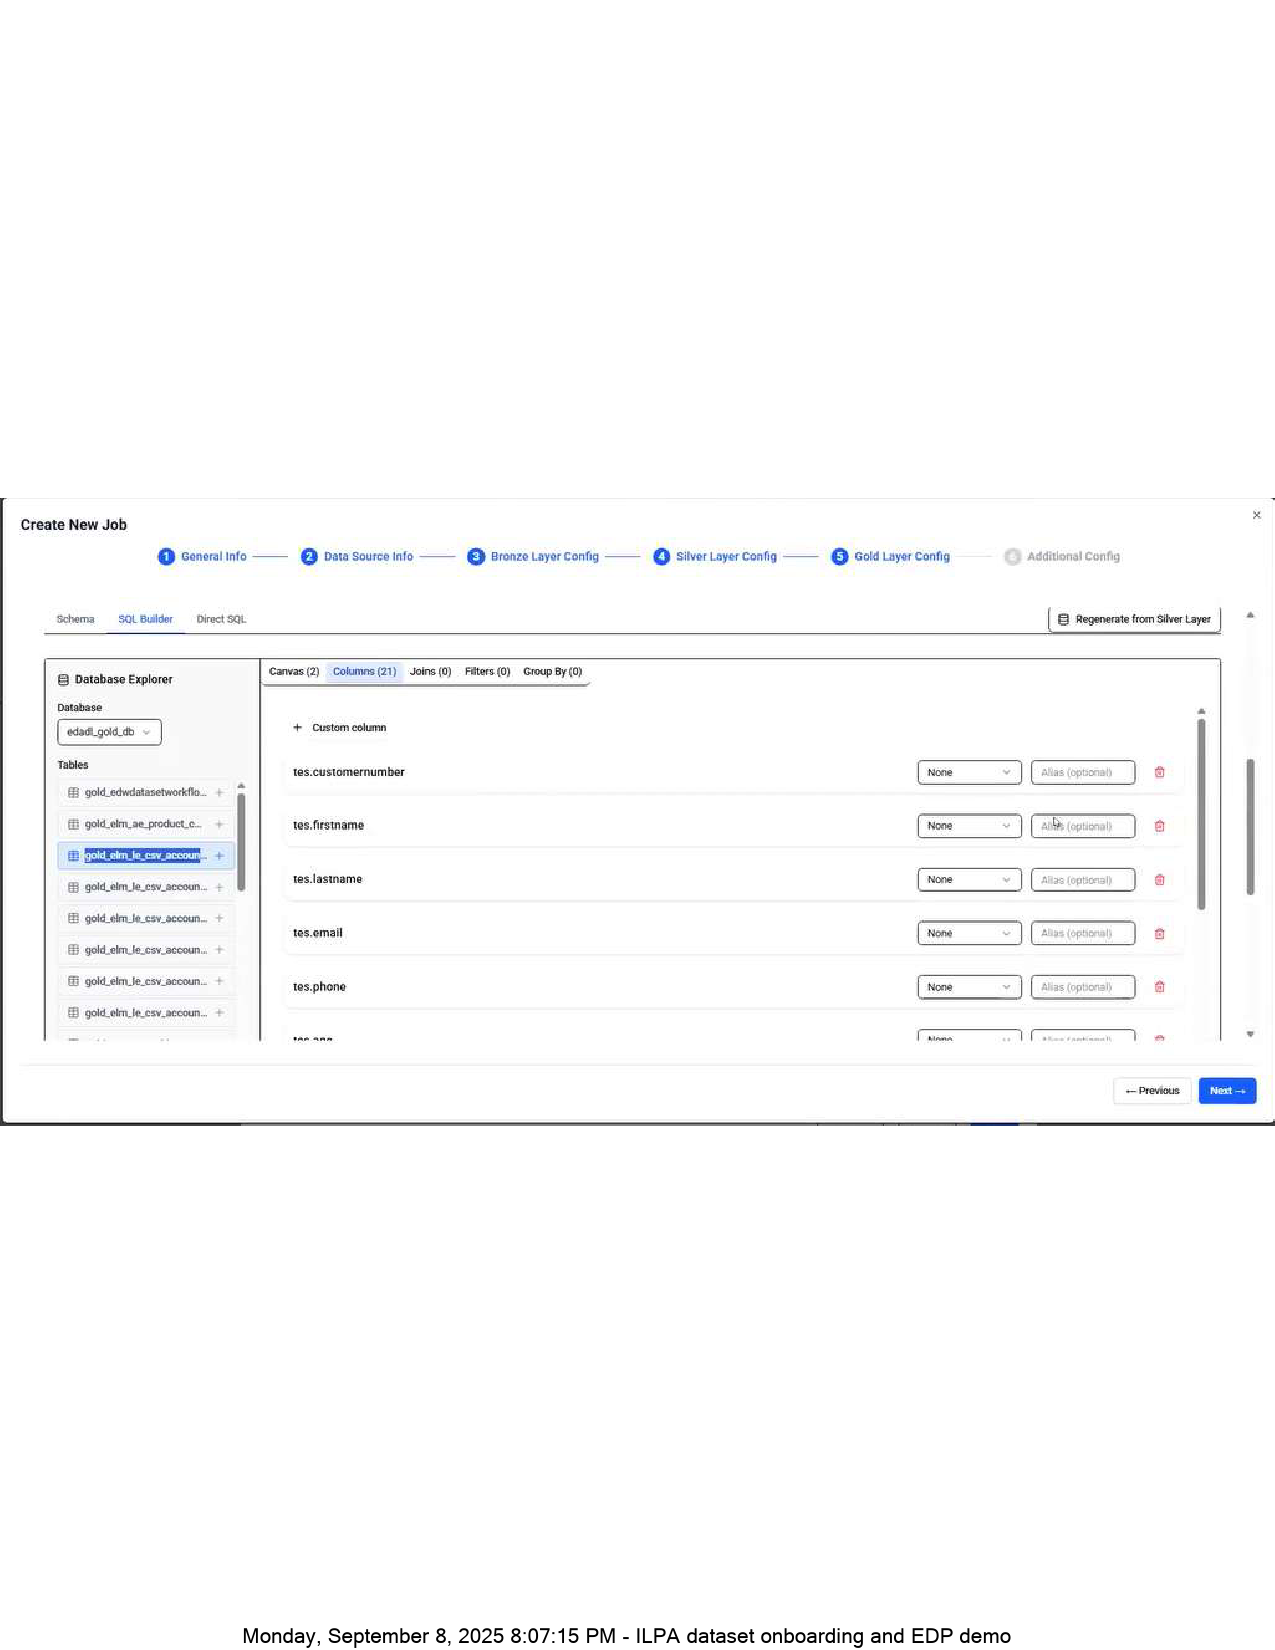 Create New Job
1 General Info 2 Data Source Info 3 Bronze Layer Config 4 Silver Layer Config 5 Gold Layer Config Additional Config
Schema SQL Builder Direct SQL Regenerate from Silver Layer
Database Explorer
Canvas (2) Columns (21) Joins (0) Filters (0) Group By (0)
Database
edadl_gold_db
+ Custom column
Tables
tes.customernumber None Alias (optional)
gold_edwdatasetworkflo... +
gold_elm_ae_product_c... +
tes.firstname None Alias (optional)
gold_elm_le_csv_accoun... +
gold_elm_le_csv_accoun... +
tes.lastname None Alias (optional)
gold_elm_le_csv_accoun... +
tes.email None Alias (optional)
gold_elm_le_csv_accoun... +
gold_elm_le_csv_accoun... +
tes.phone None Alias (optional)
gold_elm_le_csv_accoun... +
None Alias (optional)
← Previous Next →
Monday, September 8, 2025 8:07:15 PM - ILPA dataset onboarding and EDP demo